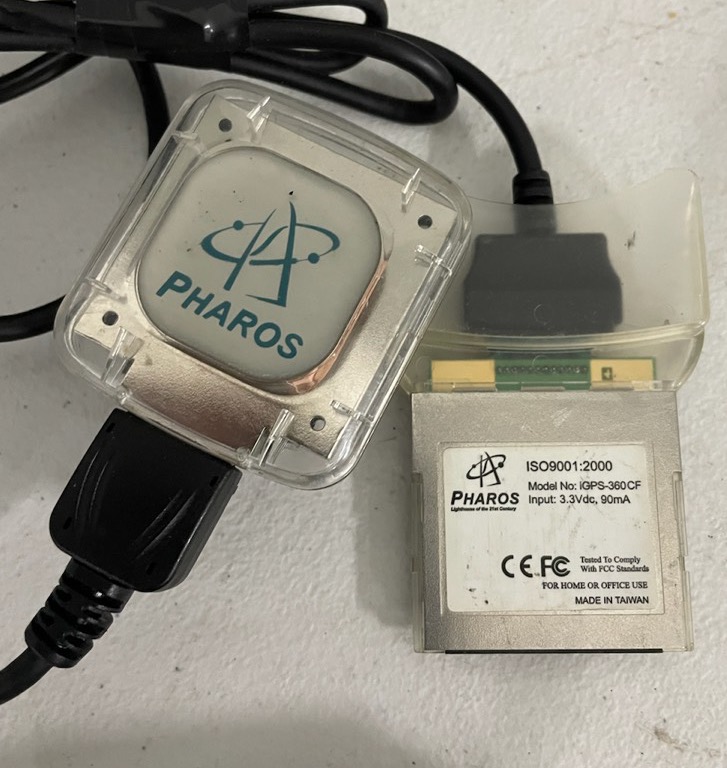 PHAROS
PHAROS
Lighthouse of the 21st Century
ISO9001:2000
Model No: iGPS-360CF
Input: 3.3Vdc, 90mA
CE FC Tested To Comply
With FCC Standards
FOR HOME OR OFFICE USE
MADE IN TAIWAN